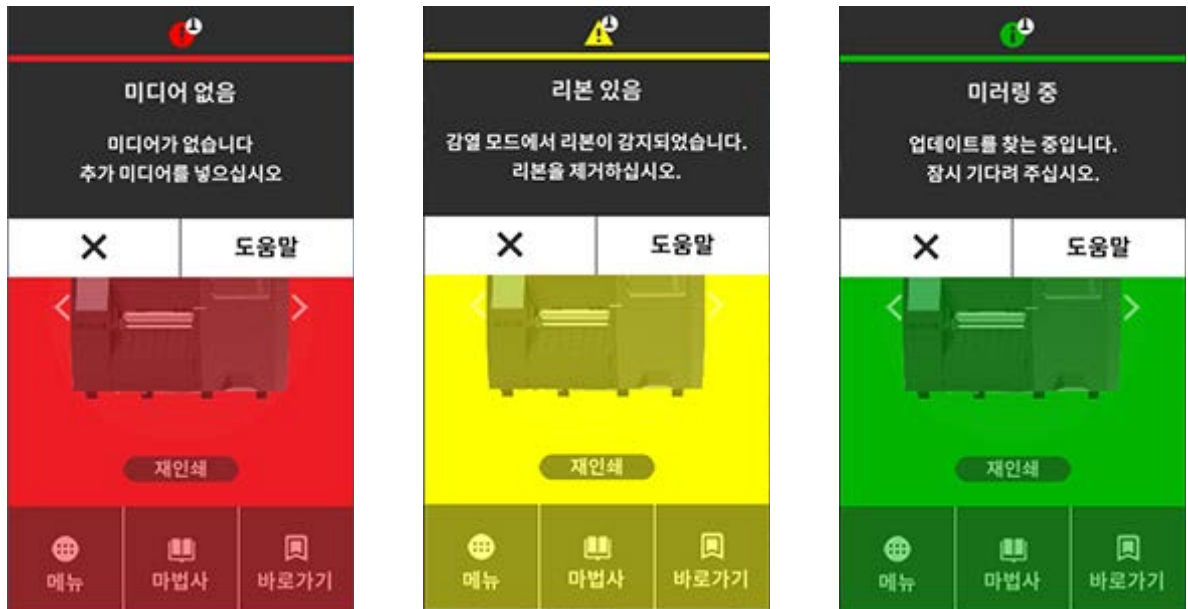 미디어 없음
미디어가 없습니다
추가 미디어를 넣으십시오
도움말
재인쇄
메뉴
마법사
바로가기
리본 있음
감열 모드에서 리본이 감지되었습니다.
리본을 제거하십시오.
도움말
재인쇄
메뉴
마법사
바로가기
미러링 중
업데이트를 찾는 중입니다.
잠시 기다려 주십시오.
도움말
재인쇄
메뉴
마법사
바로가기